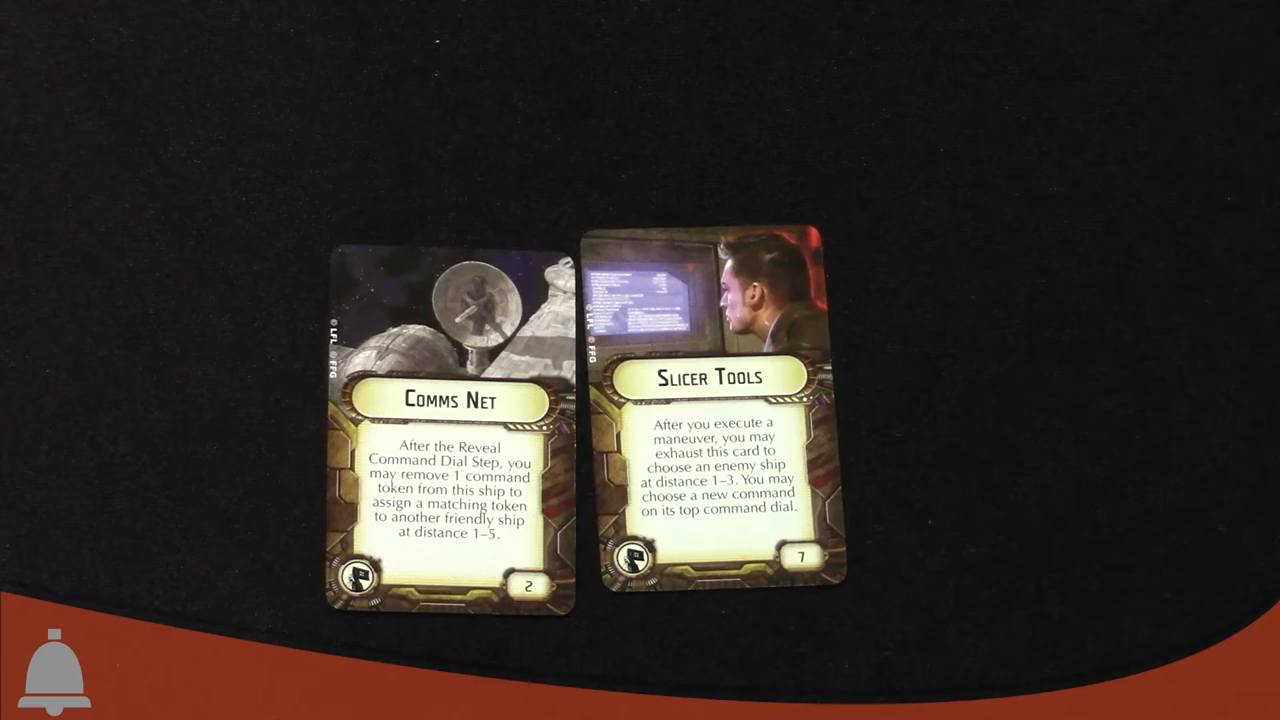 LFL FFG
COMMS NET
After the Reveal
Command Dial Step, you
may remove 1 command
token from this ship to
assign a matching token
to another friendly ship
at distance 1–5.
2
LFL FFG
SLICER TOOLS
After you execute a
maneuver, you may
exhaust this card to
choose an enemy ship
at distance 1–3. You may
choose a new command
on its top command dial.
7